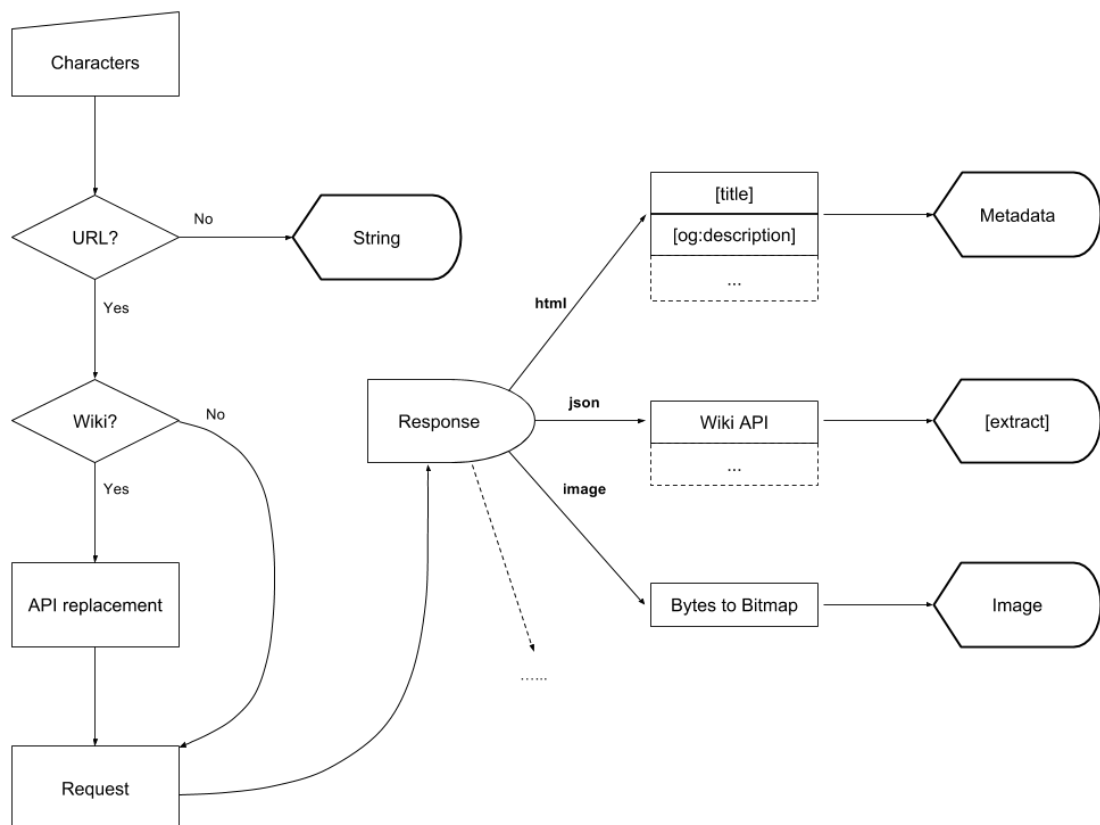 Characters
URL?
No
String
Yes
Wiki?
No
Yes
API replacement
Request
Response
html
json
image
......
[title]
[og:description]
...
Metadata
Wiki API
...
[extract]
Bytes to Bitmap
Image